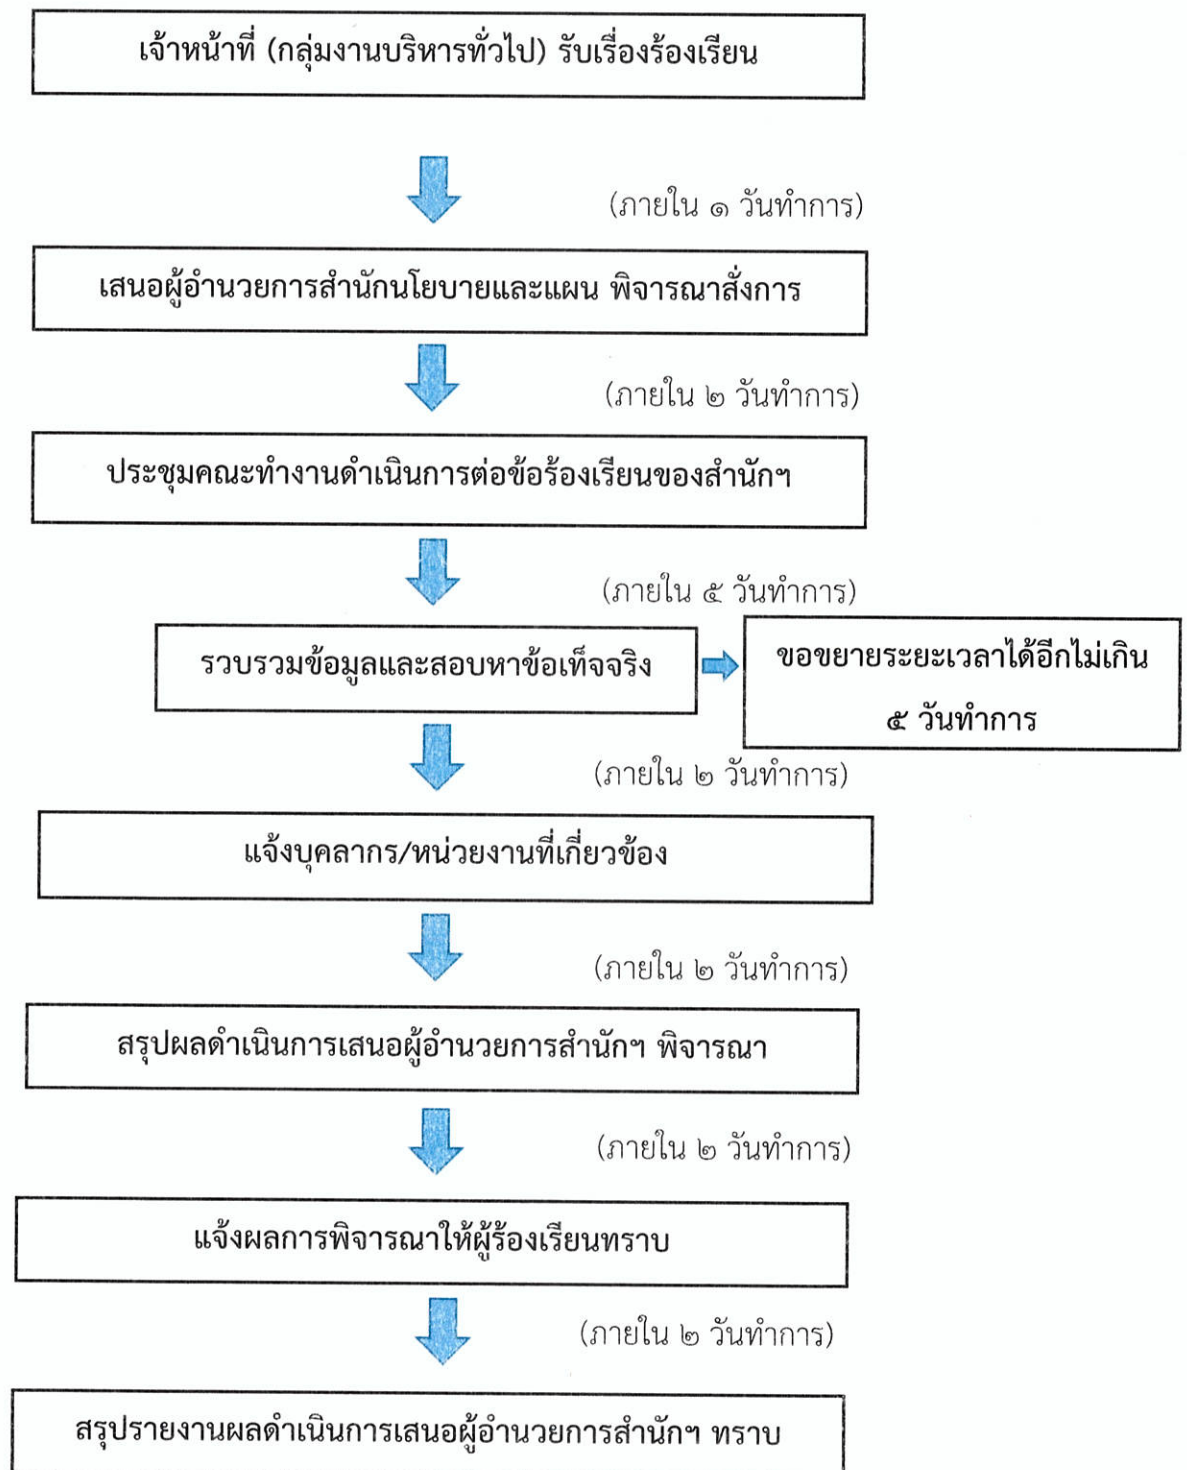 เจ้าหน้าที่ (กลุ่มงานบริหารทั่วไป) รับเรื่องร้องเรียน
(ภายใน ๑ วันทำการ)
เสนอผู้อำนวยการสำนักนโยบายและแผน พิจารณาสั่งการ
(ภายใน ๒ วันทำการ)
ประชุมคณะทำงานดำเนินการต่อข้อร้องเรียนของสำนักฯ
(ภายใน ๕ วันทำการ)
รวบรวมข้อมูลและสอบหาข้อเท็จจริง
ขอขยายระยะเวลาได้อีกไม่เกิน
๕ วันทำการ
(ภายใน ๒ วันทำการ)
แจ้งบุคลากร/หน่วยงานที่เกี่ยวข้อง
(ภายใน ๒ วันทำการ)
สรุปผลดำเนินการเสนอผู้อำนวยการสำนักฯ พิจารณา
(ภายใน ๒ วันทำการ)
แจ้งผลการพิจารณาให้ผู้ร้องเรียนทราบ
(ภายใน ๒ วันทำการ)
สรุปรายงานผลดำเนินการเสนอผู้อำนวยการสำนักฯ ทราบ